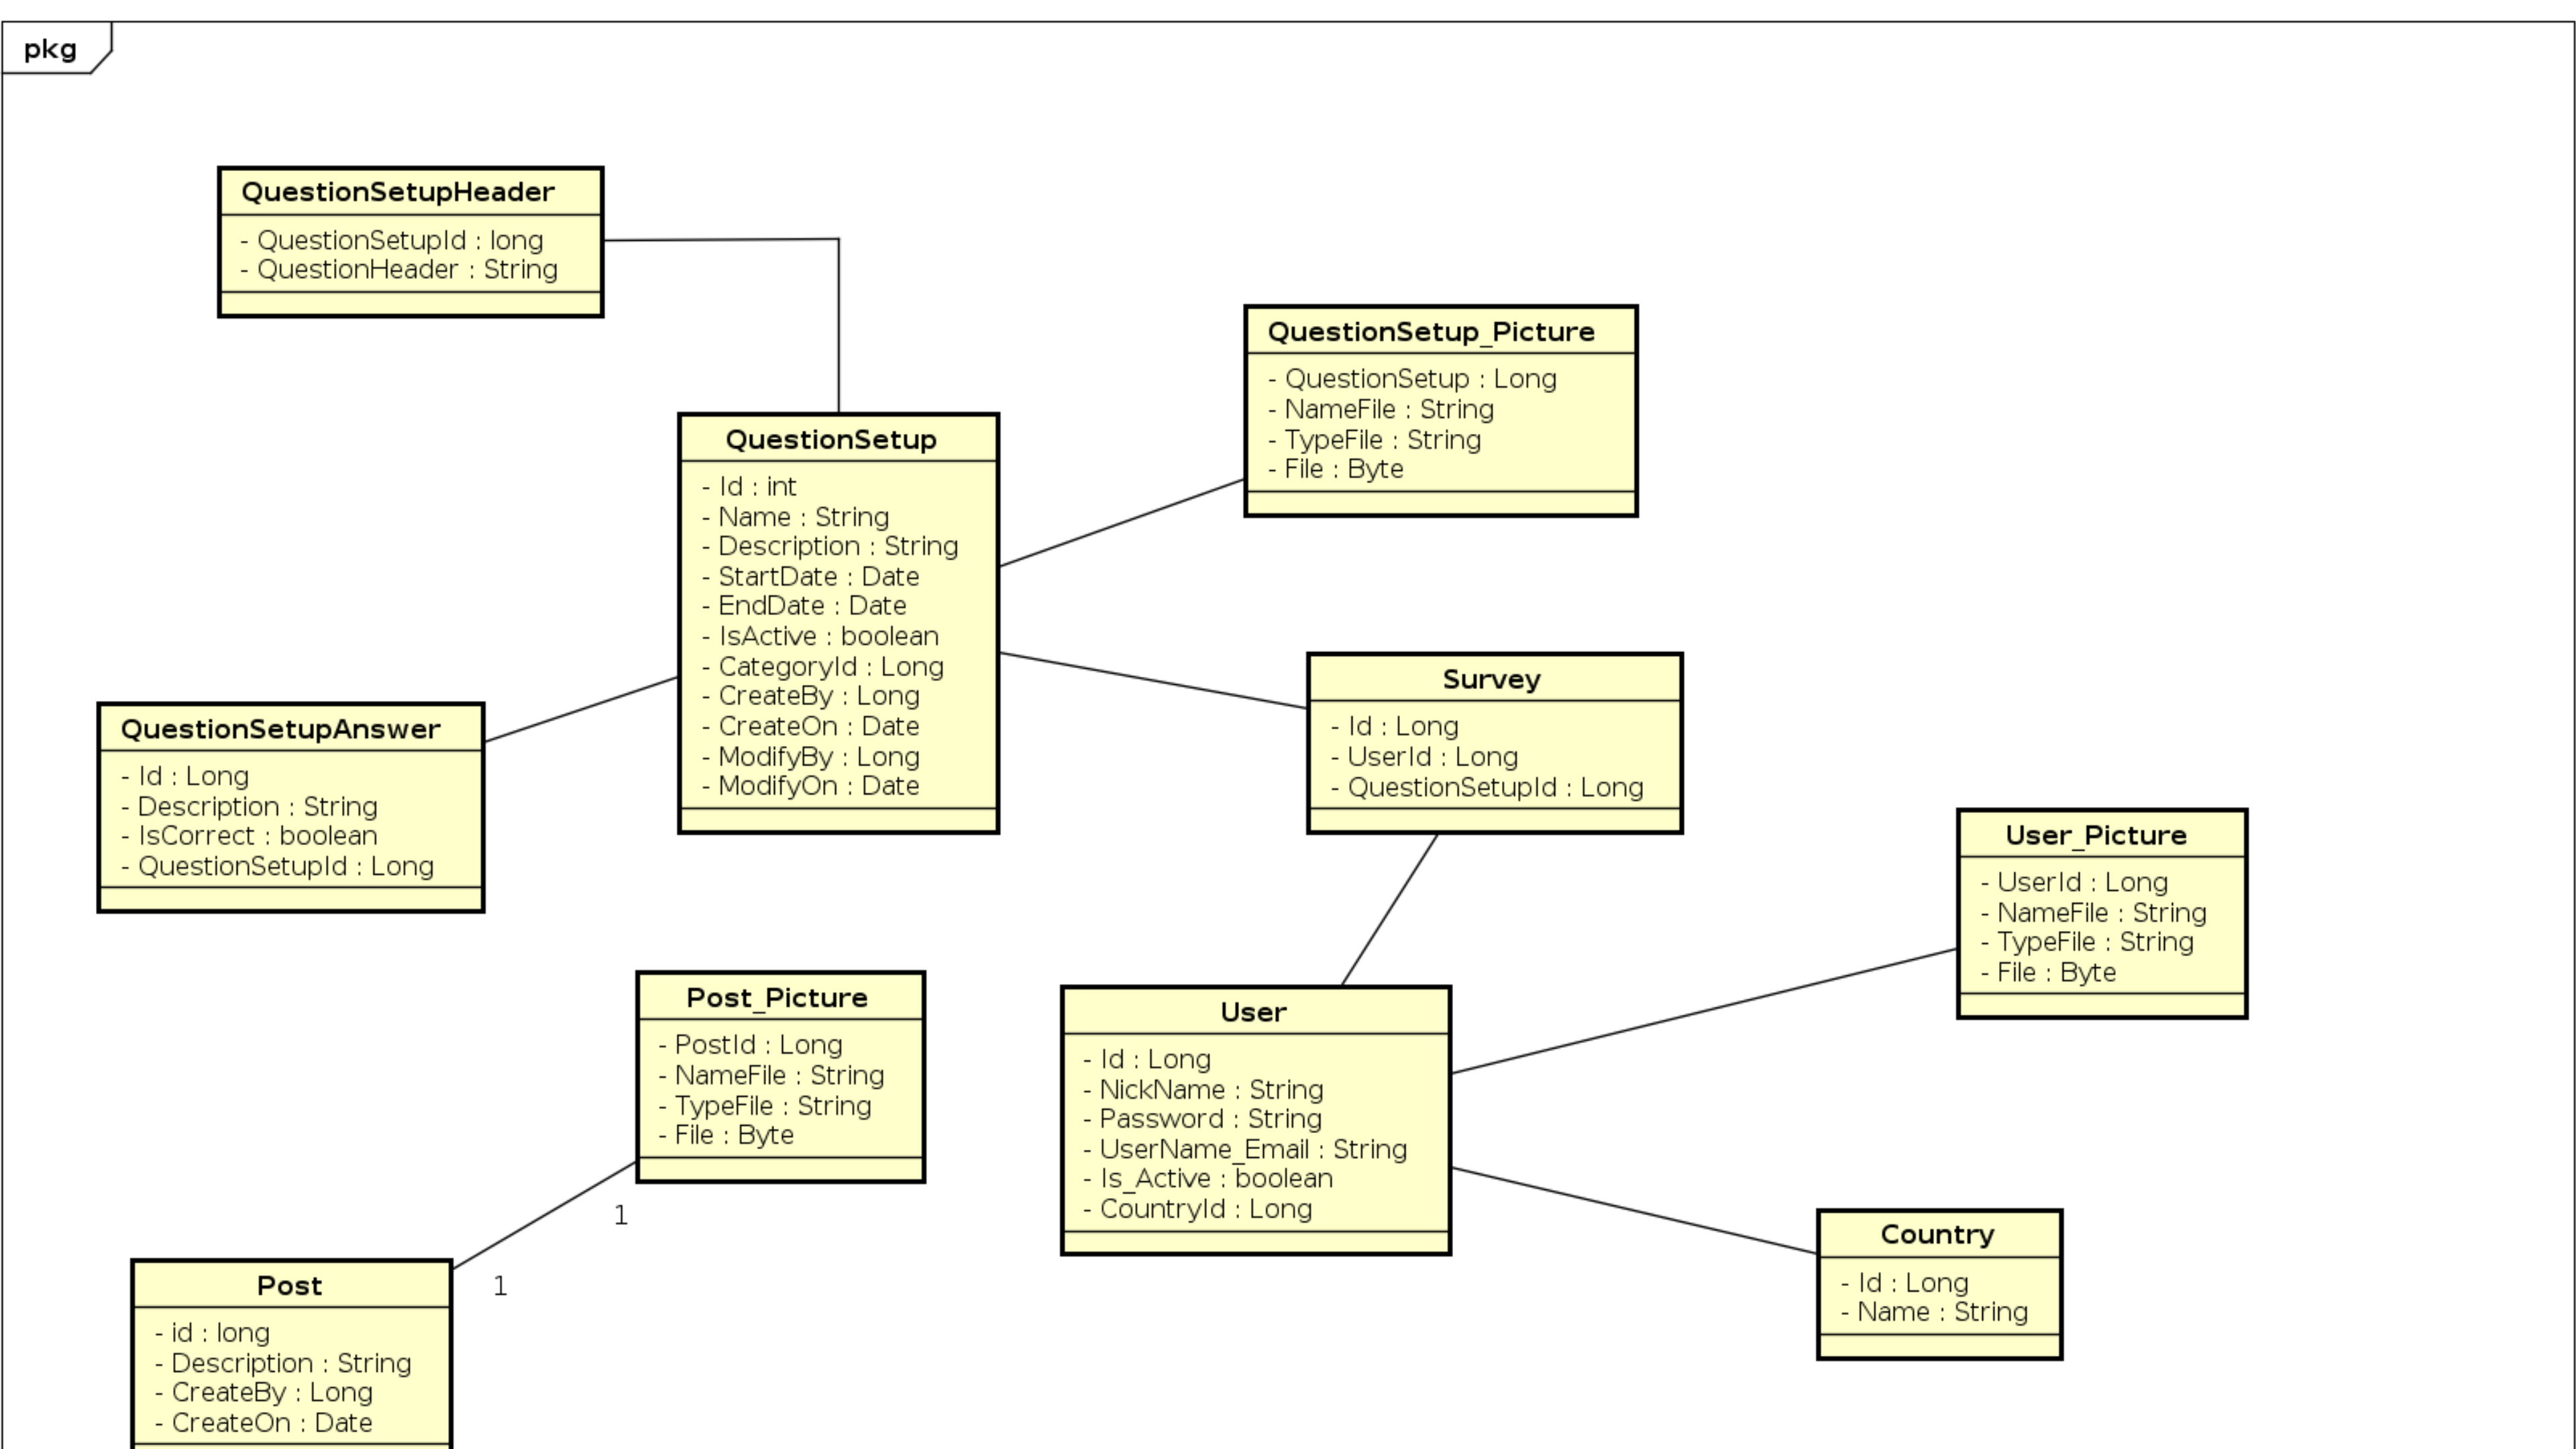 pkg
QuestionSetupHeader
- QuestionSetupId : long
- QuestionHeader : String
QuestionSetup_Picture
- QuestionSetup : Long
- NameFile : String
- TypeFile : String
- File : Byte
QuestionSetup
- Id : int
- Name : String
- Description : String
- StartDate : Date
- EndDate : Date
- IsActive : boolean
- CategoryId : Long
- CreateBy : Long
- CreateOn : Date
- ModifyBy : Long
- ModifyOn : Date
Survey
- Id : Long
- UserId : Long
- QuestionSetupId : Long
QuestionSetupAnswer
- Id : Long
- Description : String
- IsCorrect : boolean
- QuestionSetupId : Long
User_Picture
- UserId : Long
- NameFile : String
- TypeFile : String
- File : Byte
Post_Picture
- PostId : Long
- NameFile : String
- TypeFile : String
- File : Byte
User
- Id : Long
- NickName : String
- Password : String
- UserName_Email : String
- Is_Active : boolean
- CountryId : Long
1
1
Country
- Id : Long
- Name : String
Post
- id : long
- Description : String
- CreateBy : Long
- CreateOn : Date